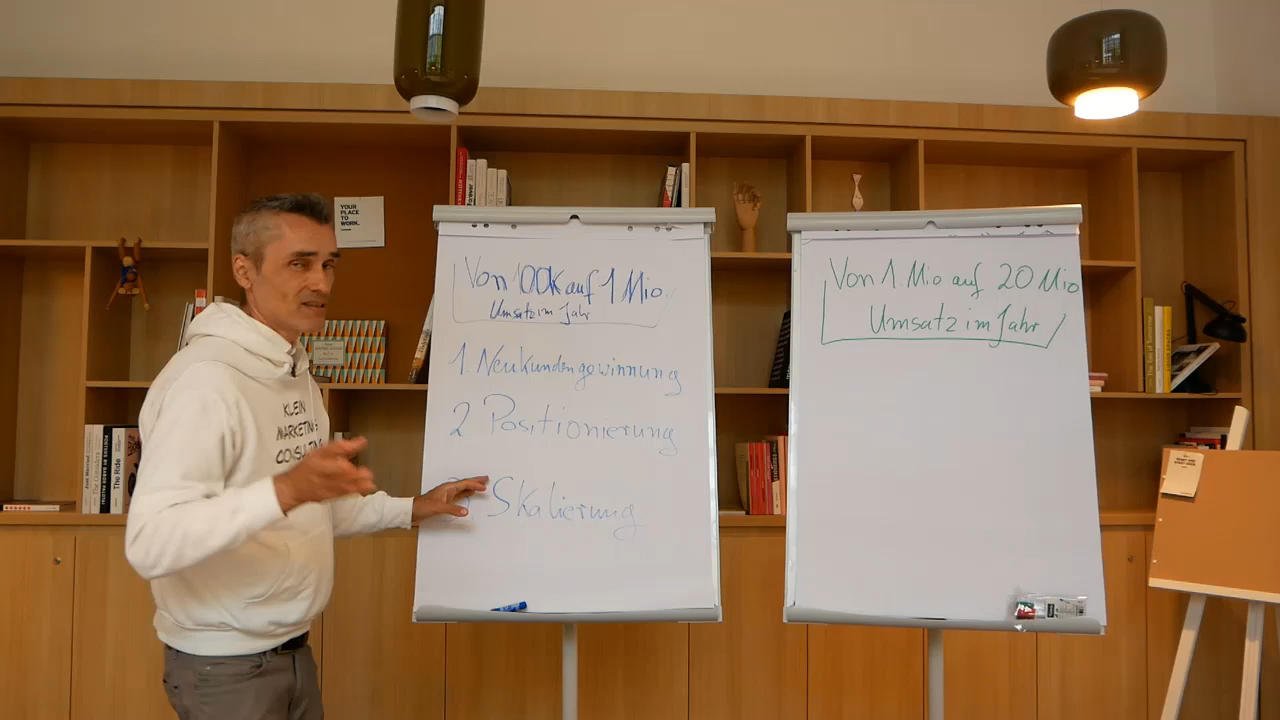 YOUR
PLACE
TO
WORK.
KLEIN
MARKETING
CONSULTING
Von 100K auf 1 Mio
Umsatz im Jahr
1. Neukundengewinnung
2 Positionierung
Skalierung
Von 1 Mio auf 20 Mio
Umsatz im Jahr
The Ride